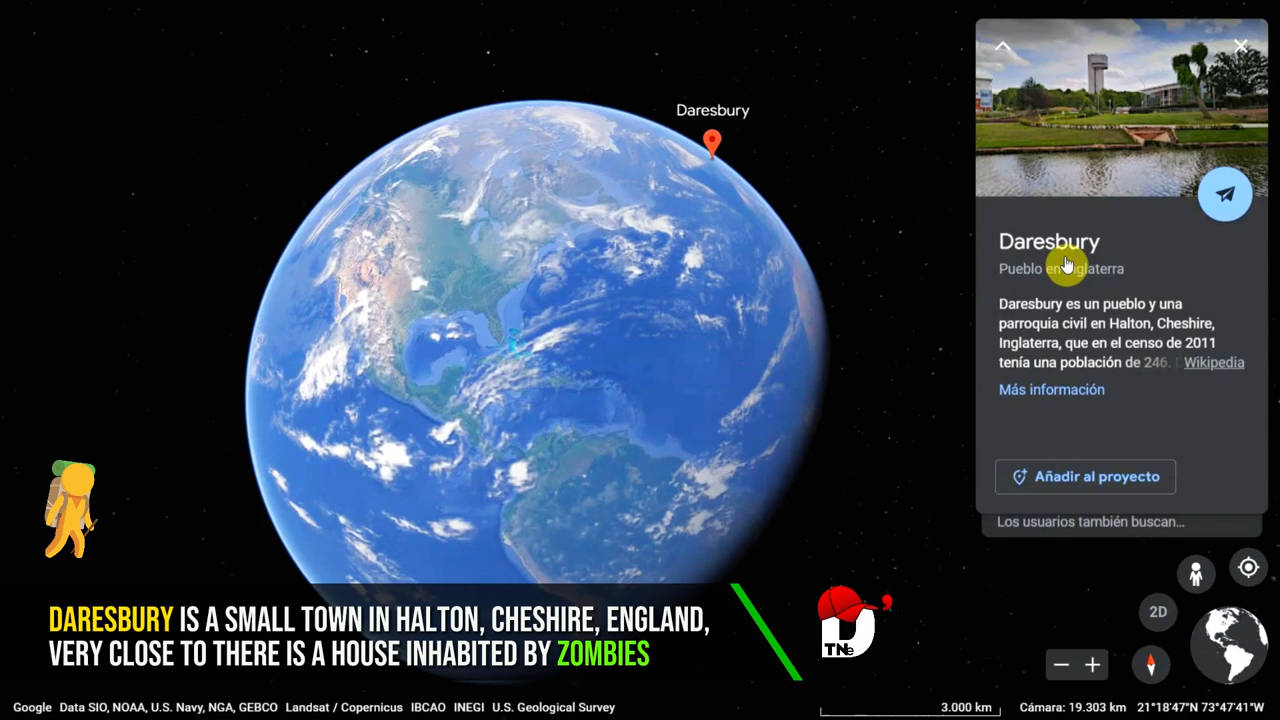 Daresbury
Daresbury
Pueblo en Inglaterra
Daresbury es un pueblo y una
parroquia civil en Halton, Cheshire,
Inglaterra, que en el censo de 2011
tenía una población de 246. Wikipedia
Más información
Añadir al proyecto
Los usuarios también buscan...
2D
DARESBURY IS A SMALL TOWN IN HALTON, CHESHIRE, ENGLAND,
VERY CLOSE TO THERE IS A HOUSE INHABITED BY ZOMBIES
TNe
Google Data SIO, NOAA, U.S. Navy, NGA, GEBCO Landsat / Copernicus IBCAO INEGI U.S. Geological Survey
3.000 km
Cámara: 19.303 km 21°18'47"N 73°47'41"W